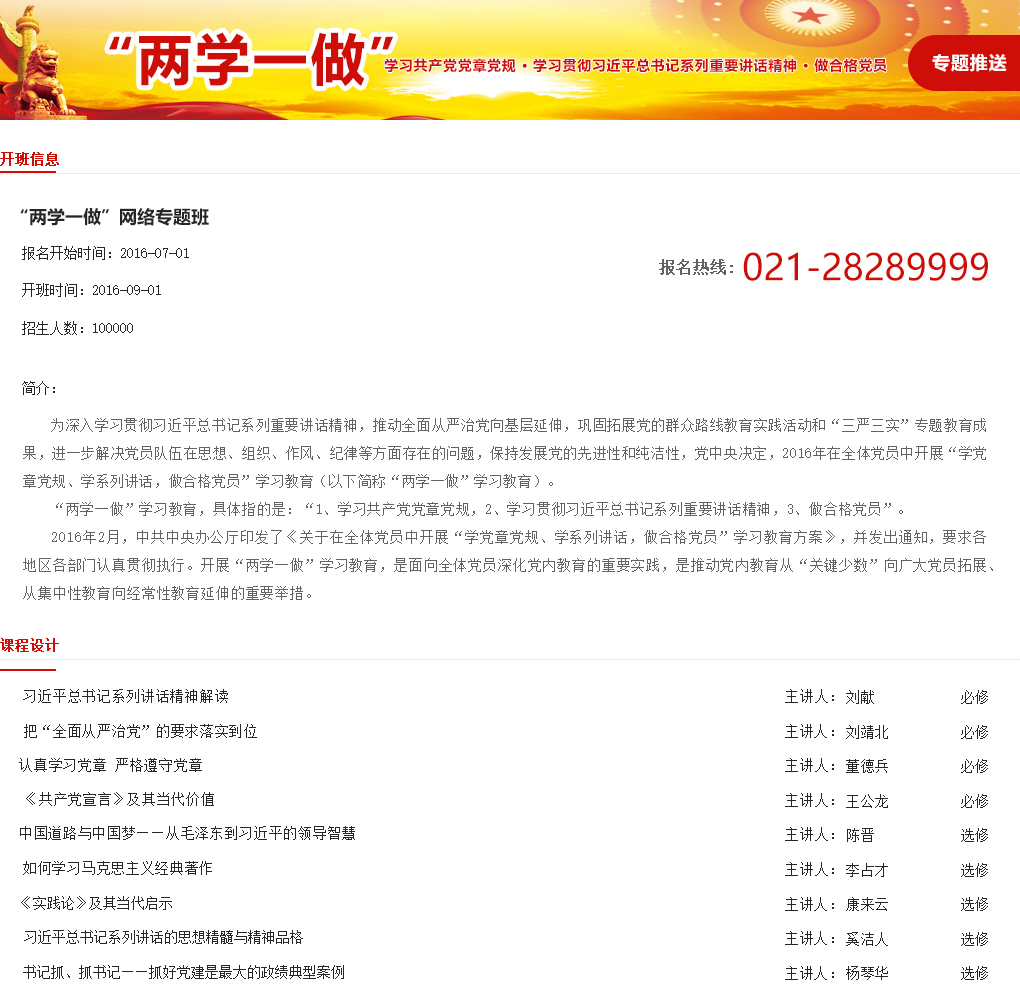 “两学一做”
学习共产党党章党规·学习贯彻习近平总书记系列重要讲话精神·做合格党员
专题推送
开班信息
“两学一做”网络专题班
报名开始时间：2016-07-01
报名热线：021-28289999
开班时间：2016-09-01
招生人数：100000
简介：
为深入学习贯彻习近平总书记系列重要讲话精神，推动全面从严治党向基层延伸，巩固拓展党的群众路线教育实践活动和“三严三实”专题教育成
果，进一步解决党员队伍在思想、组织、作风、纪律等方面存在的问题，保持发展党的先进性和纯洁性，党中央决定，2016年在全体党员中开展“学党
章党规、学系列讲话，做合格党员”学习教育（以下简称“两学一做”学习教育）。
“两学一做”学习教育，具体指的是：“1、学习共产党党章党规，2、学习贯彻习近平总书记系列重要讲话精神，3、做合格党员”。
2016年2月，中共中央办公厅印发了《关于在全体党员中开展“学党章党规、学系列讲话，做合格党员”学习教育方案》，并发出通知，要求各
地区各部门认真贯彻执行。开展“两学一做”学习教育，是面向全体党员深化党内教育的重要实践，是推动党内教育从“关键少数”向广大党员拓展、
从集中性教育向经常性教育延伸的重要举措。
课程设计
习近平总书记系列讲话精神解读 主讲人：刘献 必修
把“全面从严治党”的要求落实到位 主讲人：刘靖北 必修
认真学习党章 严格遵守党章 主讲人：董德兵 必修
《共产党宣言》及其当代价值 主讲人：王公龙 必修
中国道路与中国梦——从毛泽东到习近平的领导智慧 主讲人：陈晋 选修
如何学习马克思主义经典著作 主讲人：李占才 选修
《实践论》及其当代启示 主讲人：康来云 选修
习近平总书记系列讲话的思想精髓与精神品格 主讲人：奚洁人 选修
书记抓、抓书记——抓好党建是最大的政绩典型案例 主讲人：杨琴华 选修